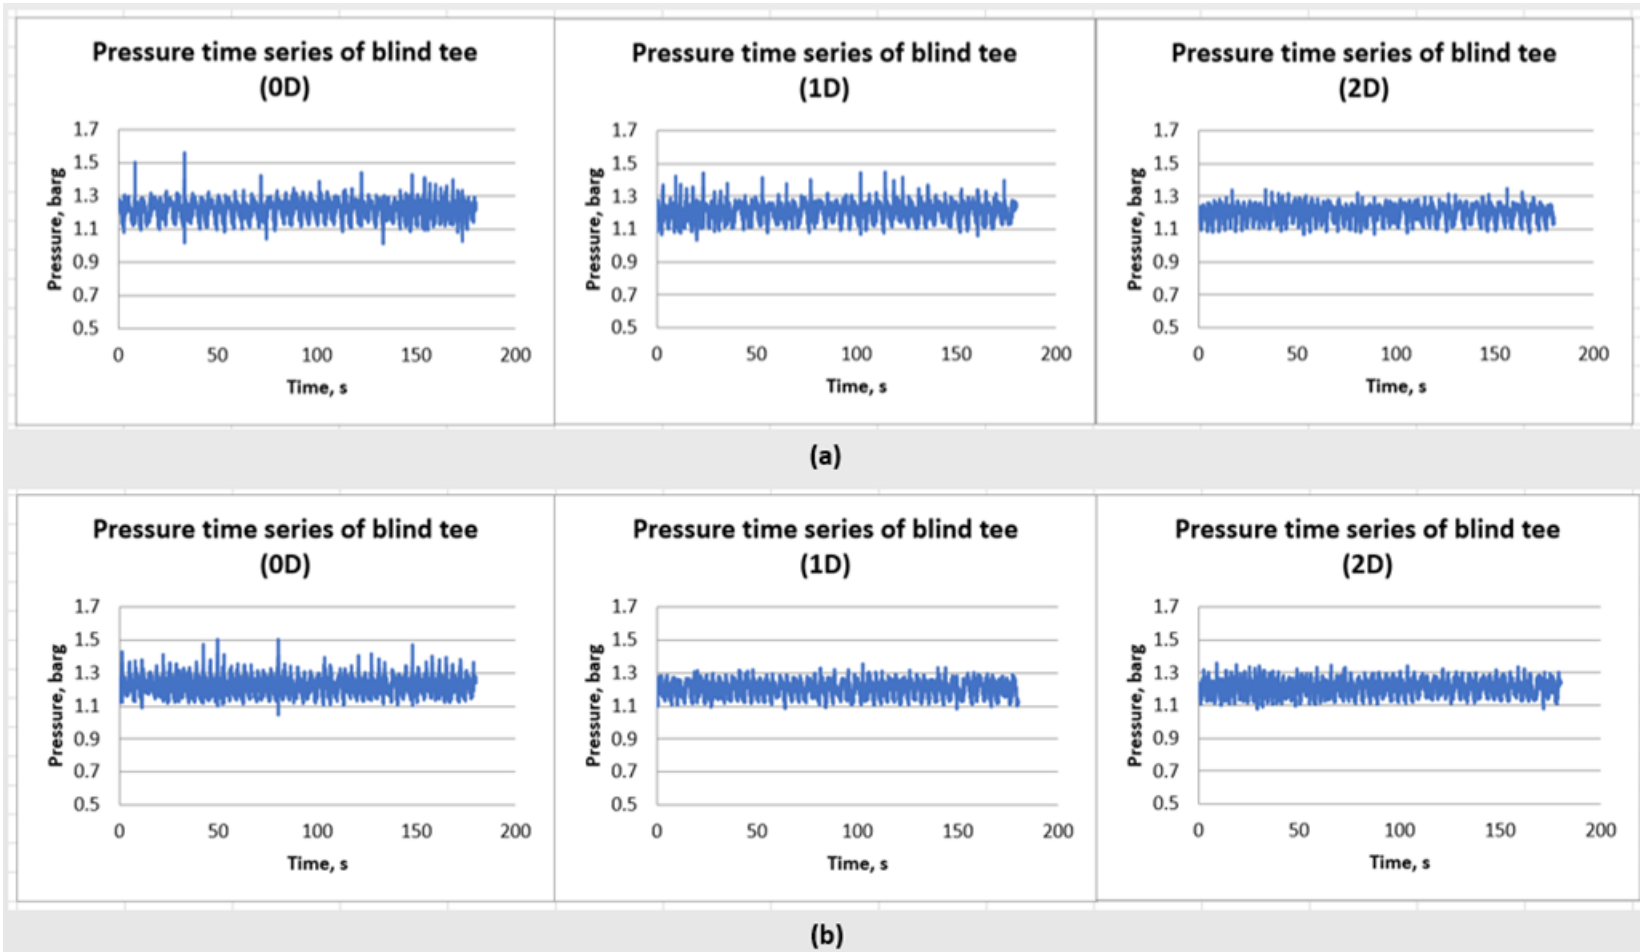 Pressure time series of blind tee
(0D)
1.7
1.5
1.3
1.1
0.9
0.7
0.5
Pressure, barg
0 50 100 150 200
Time, s
Pressure time series of blind tee
(1D)
1.7
1.5
1.3
1.1
0.9
0.7
0.5
Pressure, barg
0 50 100 150 200
Time, s
Pressure time series of blind tee
(2D)
1.7
1.5
1.3
1.1
0.9
0.7
0.5
Pressure, barg
0 50 100 150 200
Time, s
(a)
Pressure time series of blind tee
(0D)
1.7
1.5
1.3
1.1
0.9
0.7
0.5
Pressure, barg
0 50 100 150 200
Time, s
Pressure time series of blind tee
(1D)
1.7
1.5
1.3
1.1
0.9
0.7
0.5
Pressure, barg
0 50 100 150 200
Time, s
Pressure time series of blind tee
(2D)
1.7
1.5
1.3
1.1
0.9
0.7
0.5
Pressure, barg
0 50 100 150 200
Time, s
(b)